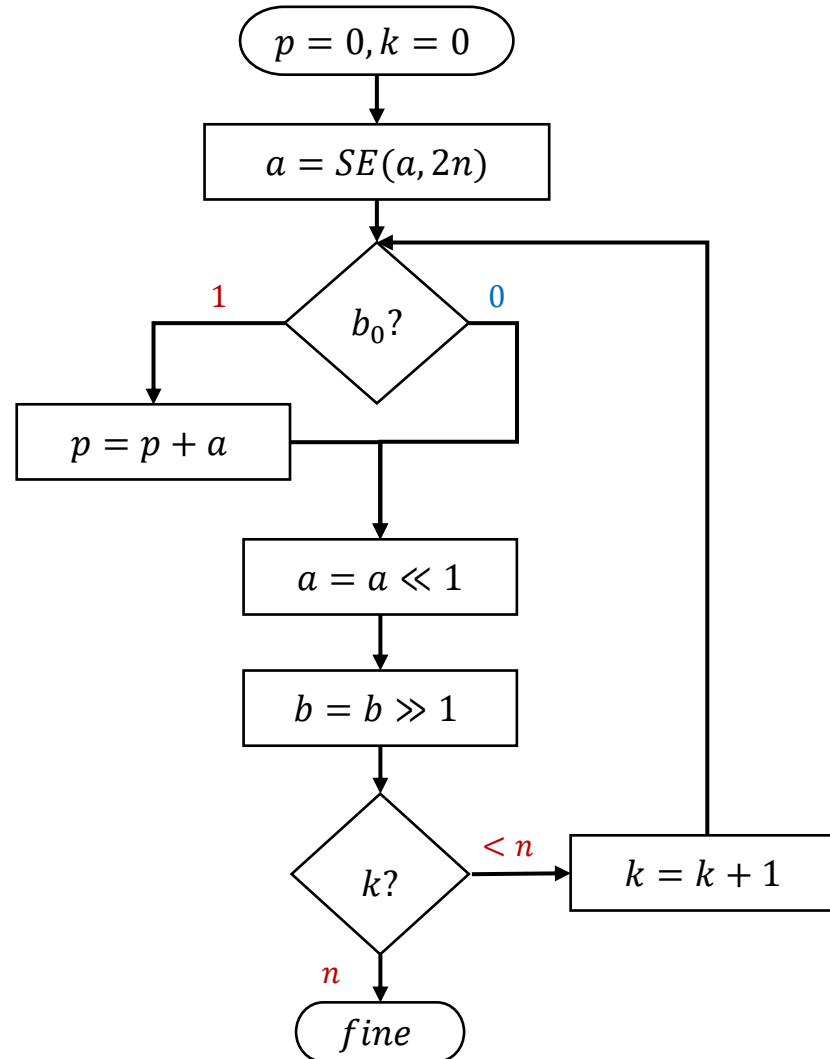 p = 0, k = 0
a = SE(a, 2n)
1
0
b₀?
p = p + a
a = a ≪ 1
b = b ≫ 1
< n
k?
k = k + 1
n
fine